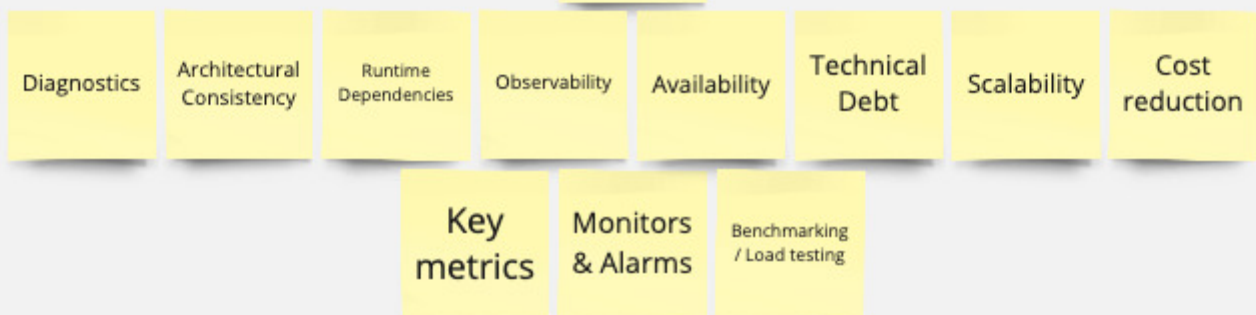 Diagnostics
Architectural
Consistency
Runtime
Dependencies
Observability
Availability
Technical
Debt
Scalability
Cost
reduction
Key
metrics
Monitors
& Alarms
Benchmarking
/ Load testing